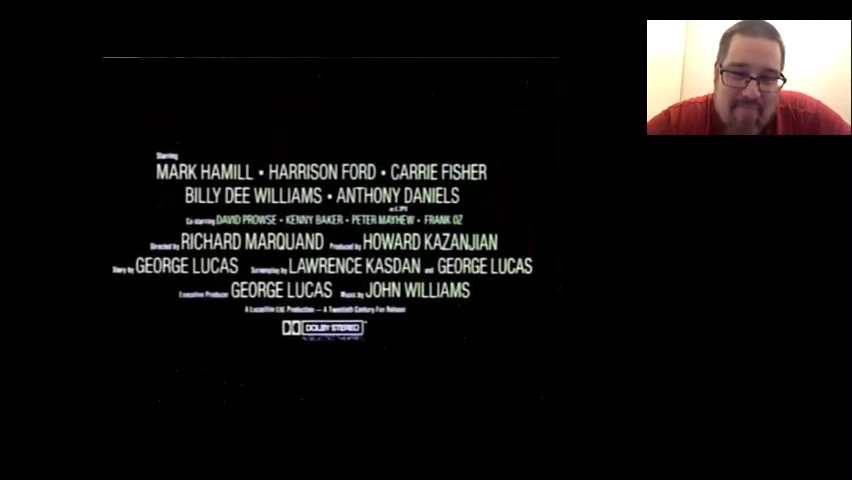 Starring
MARK HAMILL • HARRISON FORD • CARRIE FISHER
BILLY DEE WILLIAMS • ANTHONY DANIELS
as C-3PO
Co-starring DAVID PROWSE • KENNY BAKER • PETER MAYHEW • FRANK OZ
Directed by RICHARD MARQUAND Produced by HOWARD KAZANJIAN
Story by GEORGE LUCAS Screenplay by LAWRENCE KASDAN and GEORGE LUCAS
Executive Producer GEORGE LUCAS Music by JOHN WILLIAMS
A Lucasfilm Ltd. Production — A Twentieth Century Fox Release
DOLBY STEREO